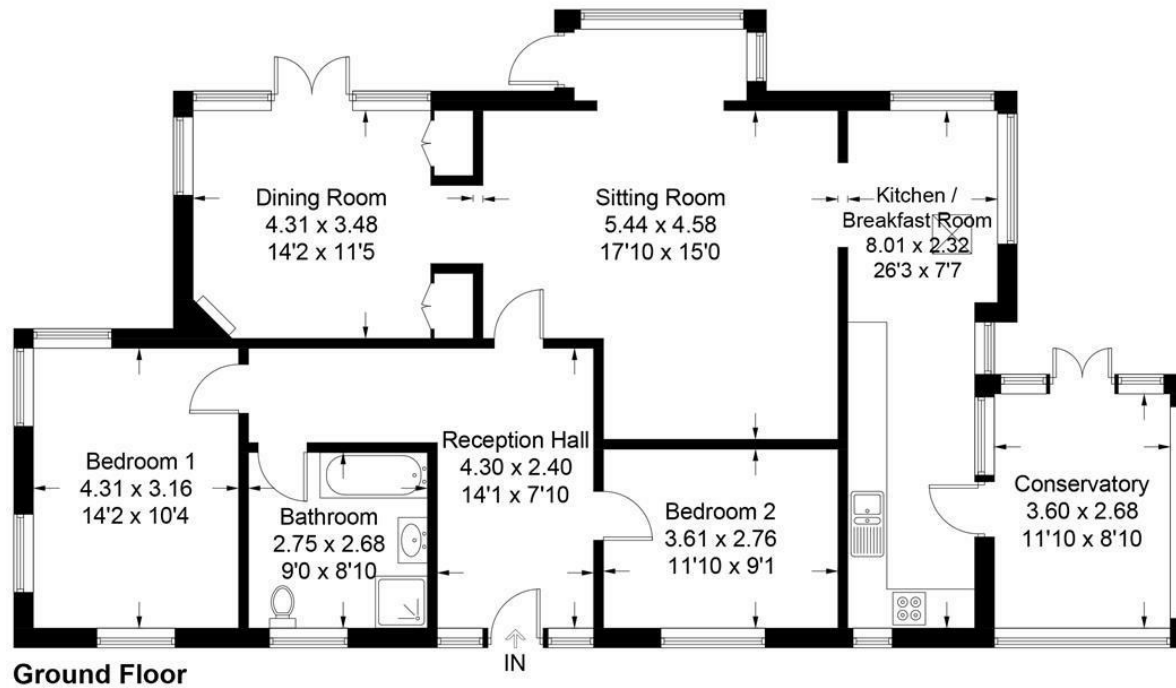 Dining Room
4.31 x 3.48
14'2 x 11'5
Sitting Room
5.44 x 4.58
17'10 x 15'0
Kitchen /
Breakfast Room
8.01 x 2.32
26'3 x 7'7
Bedroom 1
4.31 x 3.16
14'2 x 10'4
Bathroom
2.75 x 2.68
9'0 x 8'10
Reception Hall
4.30 x 2.40
14'1 x 7'10
Bedroom 2
3.61 x 2.76
11'10 x 9'1
Conservatory
3.60 x 2.68
11'10 x 8'10
IN
Ground Floor